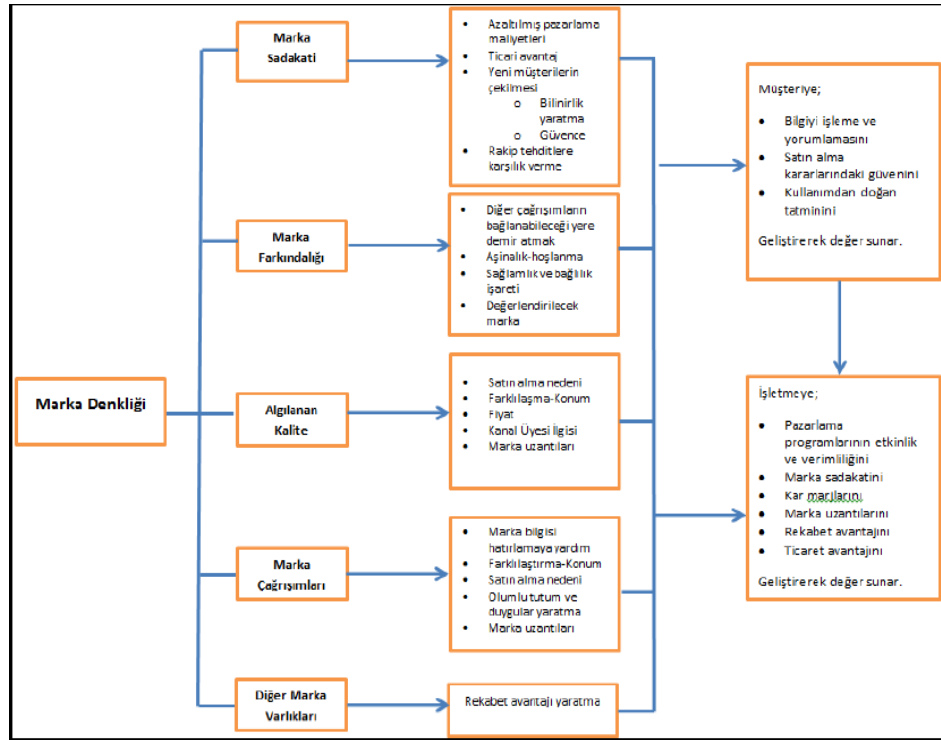 Marka Denkliği
Marka
Sadakati
• Azaltılmış pazarlama
maliyetleri
• Ticari avantaj
• Yeni müşterilerin
çekilmesi
o Bilinirlik
yaratma
o Güvence
• Rakip tehditlere
karşılık verme
Marka
Farkındalığı
• Diğer çağrışımların
bağlanabileceği yere
demir atmak
• Aşinalık-hoşlanma
• Sağlamlık ve bağlılık
işareti
• Değerlendirilecek
marka
Algılanan
Kalite
• Satın alma nedeni
• Farklılaşma-Konum
• Fiyat
• Kanal Üyesi İlgisi
• Marka uzantıları
Marka
Çağrışımları
• Marka bilgisi
hatırlamaya yardım
• Farklılaştırma-Konum
• Satın alma nedeni
• Olumlu tutum ve
duygular yaratma
• Marka uzantıları
Diğer Marka
Varlıkları
Rekabet avantajı yaratma
Müşteriye;
• Bilgiyi işleme ve
yorumlamasını
• Satın alma
kararlarındaki güvenini
• Kullanımdan doğan
tatminini
Geliştirerek değer sunar.
İşletmeye;
• Pazarlama
programlarının etkinlik
ve verimliliğini
• Marka sadakatini
• Kar marjlarını
• Marka uzantılarını
• Rekabet avantajını
• Ticaret avantajını
Geliştirerek değer sunar.